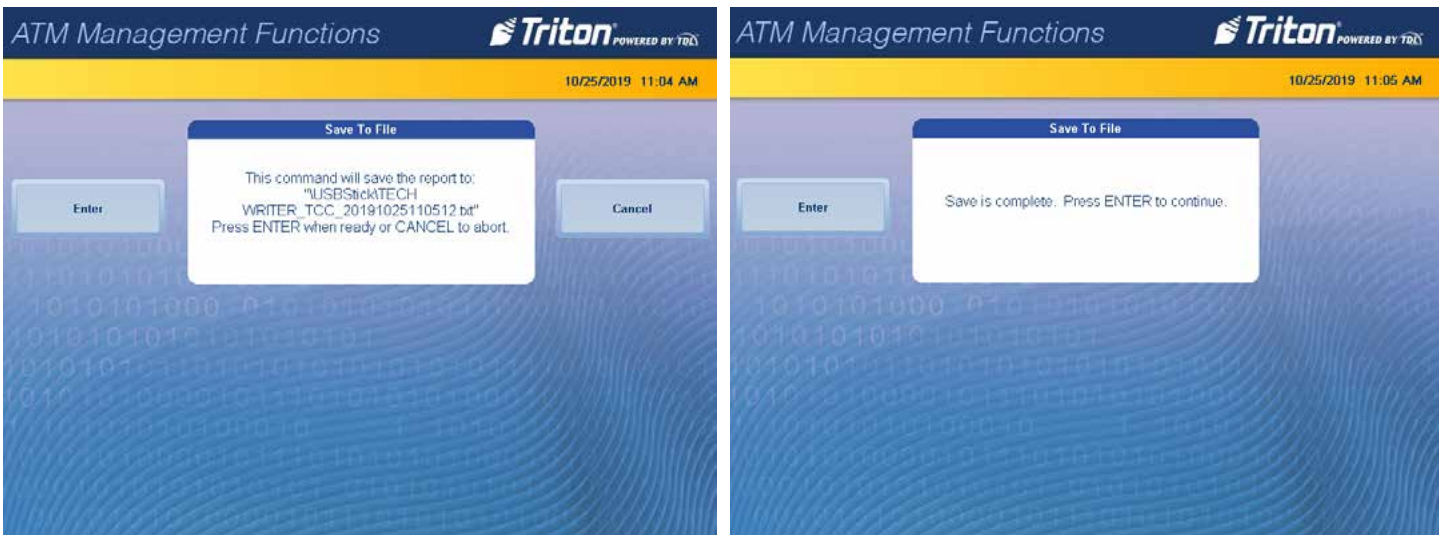 ATM Management Functions
Triton POWERED BY TDL
10/25/2019 11:04 AM
Save To File
This command will save the report to:
"\USBStick\TECH
WRITER_TCC_20191025110512.txt"
Press ENTER when ready or CANCEL to abort.
Enter
Cancel
ATM Management Functions
Triton POWERED BY TDL
10/25/2019 11:05 AM
Save To File
Save is complete. Press ENTER to continue.
Enter